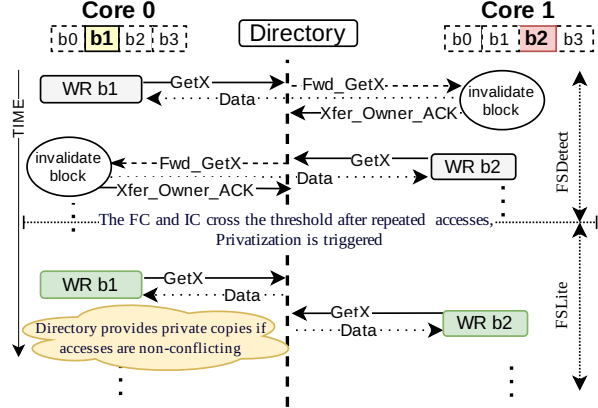 Core 0
Core 1
Directory
b0 b1 b2 b3
b0 b1 b2 b3
TIME
WR b1
GetX
Fwd_GetX
Data
invalidate
block
Xfer_Owner_ACK
FSDetect
invalidate
block
Fwd_GetX
GetX
WR b2
Data
Xfer_Owner_ACK
The FC and IC cross the threshold after repeated accesses,
Privatization is triggered
WR b1
GetX
Data
FSLite
GetX
WR b2
Data
Directory provides private copies if
accesses are non-conflicting